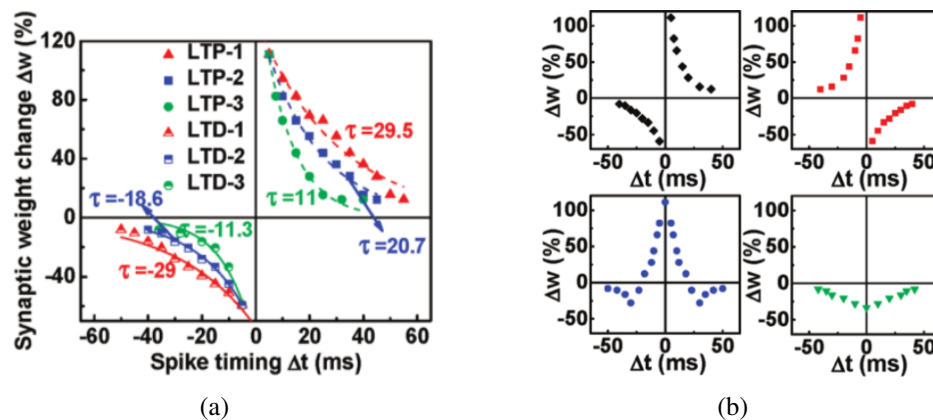 120
80
40
0
-40
-60 -40 -20 0 20 40 60
Synaptic weight change Δw (%)
Spike timing Δt (ms)
LTP-1
LTP-2
LTP-3
LTD-1
LTD-2
LTD-3
τ=29.5
τ=11
τ=20.7
τ=-18.6
τ=-11.3
τ=-29
(a)
100
50
0
-50
-50 0 50
Δw (%)
Δt (ms)
100
50
0
-50
-50 0 50
Δw (%)
Δt (ms)
100
50
0
-50
-50 0 50
Δw (%)
Δt (ms)
100
50
0
-50
-50 0 50
Δw (%)
Δt (ms)
(b)